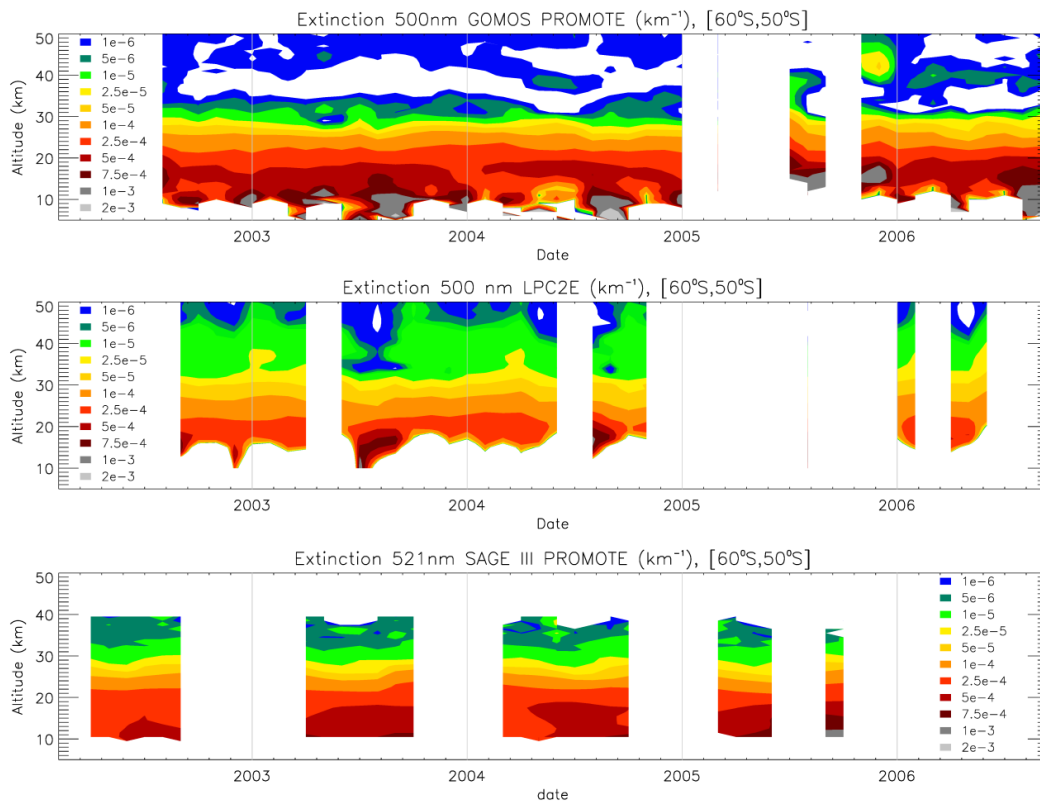 Extinction 500nm GOMOS PROMOTE (km⁻¹), [60⁰S,50⁰S]
50
40
30
20
10
Altitude (km)
1e-6
5e-6
1e-5
2.5e-5
5e-5
1e-4
2.5e-4
5e-4
7.5e-4
1e-3
2e-3
2003 2004 2005 2006
Date
Extinction 500 nm LPC2E (km⁻¹), [60⁰S,50⁰S]
50
40
30
20
10
Altitude (km)
1e-6
5e-6
1e-5
2.5e-5
5e-5
1e-4
2.5e-4
5e-4
7.5e-4
1e-3
2e-3
2003 2004 2005 2006
Date
Extinction 521nm SAGE III PROMOTE (km⁻¹), [60⁰S,50⁰S]
50
40
30
20
10
Altitude (km)
1e-6
5e-6
1e-5
2.5e-5
5e-5
1e-4
2.5e-4
5e-4
7.5e-4
1e-3
2e-3
2003 2004 2005 2006
date